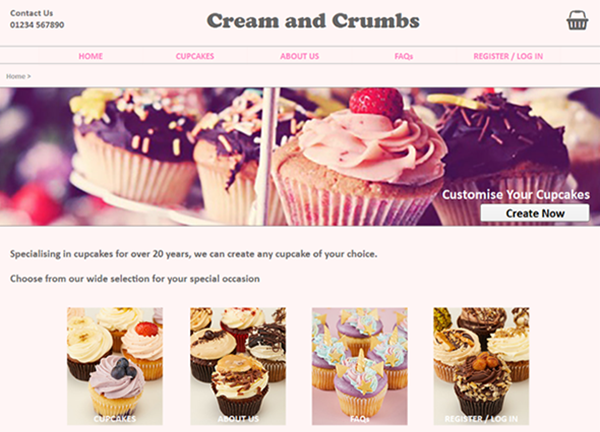 Contact Us
01234 567890
Cream and Crumbs
HOME CUPCAKES ABOUT US FAQs REGISTER / LOG IN
Home >
Customise Your Cupcakes
Create Now
Specialising in cupcakes for over 20 years, we can create any cupcake of your choice.
Choose from our wide selection for your special occasion
CUPCAKES ABOUT US FAQs REGISTER / LOG IN